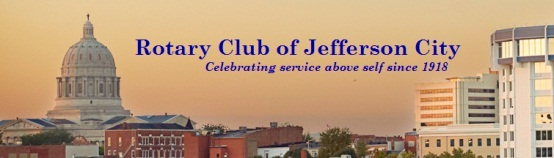 Rotary Club of Jefferson City
Celebrating service above self since 1918